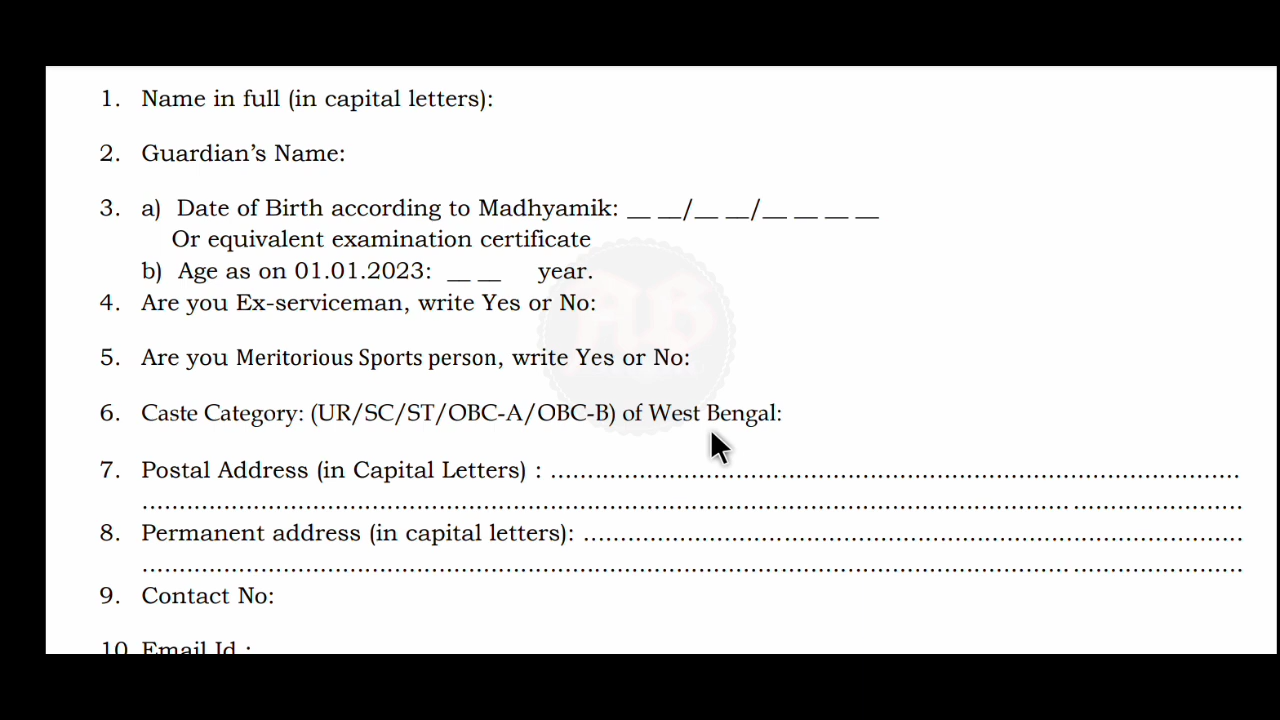 1. Name in full (in capital letters):
2. Guardian’s Name:
3. a) Date of Birth according to Madhyamik: __ __/__ __/__ __ __ __
Or equivalent examination certificate
b) Age as on 01.01.2023: __ __ year.
4. Are you Ex-serviceman, write Yes or No:
5. Are you Meritorious Sports person, write Yes or No:
6. Caste Category: (UR/SC/ST/OBC-A/OBC-B) of West Bengal:
7. Postal Address (in Capital Letters) : ..........................................................................................
........................................................................................................................................
8. Permanent address (in capital letters): .....................................................................................
........................................................................................................................................
9. Contact No:
10 Email Id :